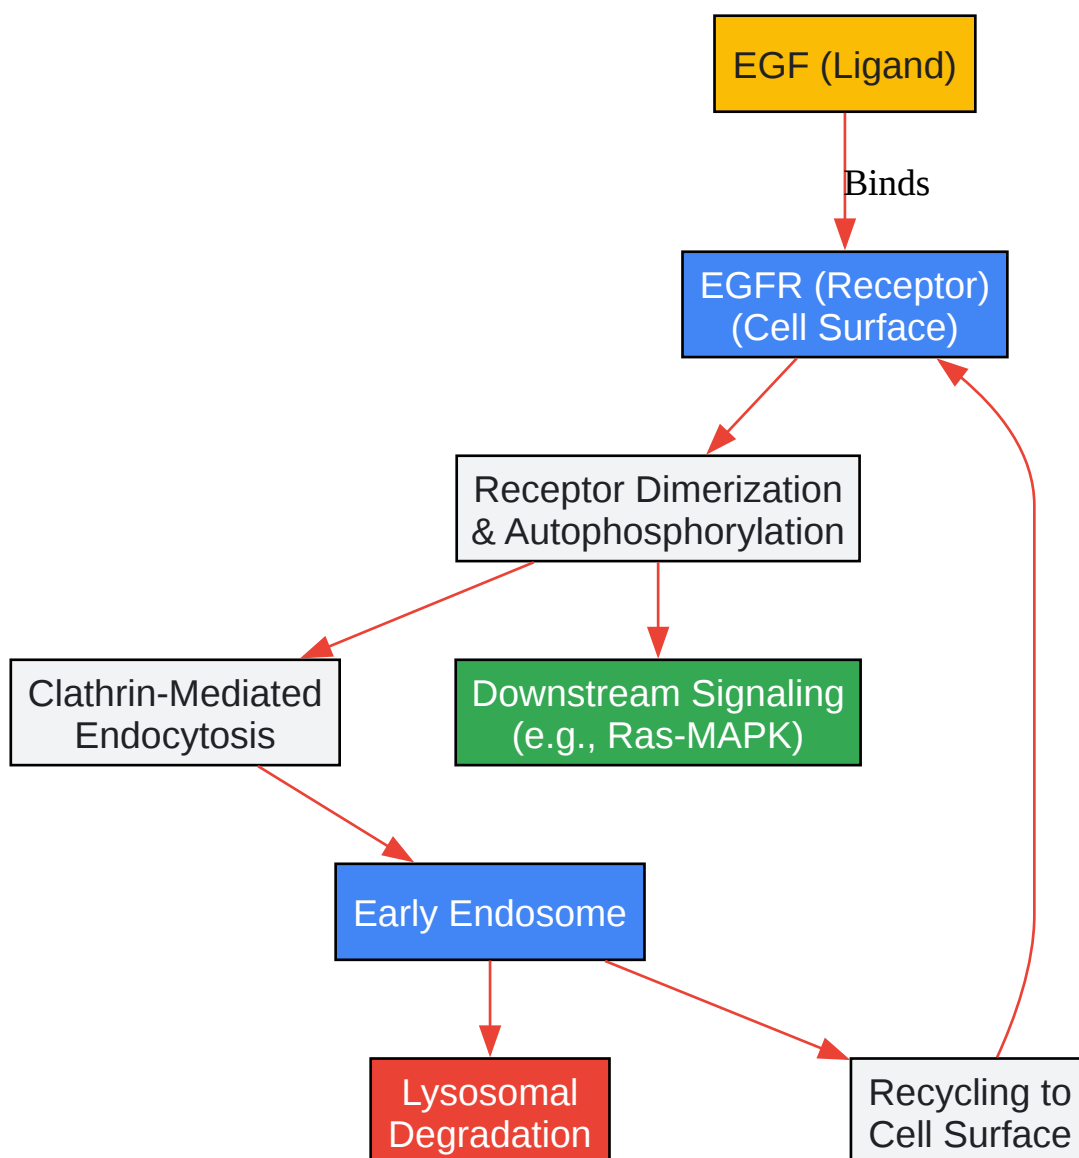 EGF (Ligand)
Binds
EGFR (Receptor)
(Cell Surface)
Receptor Dimerization
& Autophosphorylation
Clathrin-Mediated
Endocytosis
Downstream Signaling
(e.g., Ras-MAPK)
Early Endosome
Lysosomal
Degradation
Recycling to
Cell Surface